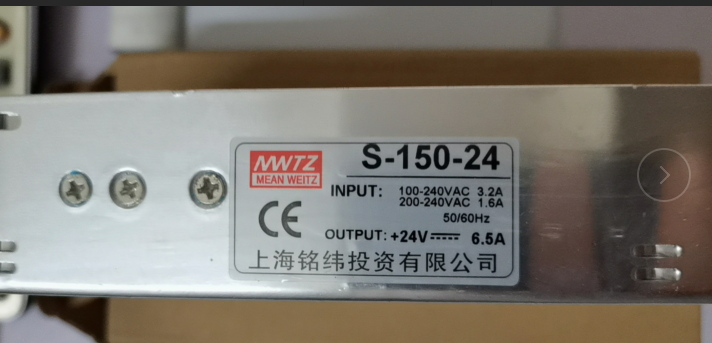 MWTZ
MEAN WEITZ
S-150-24
INPUT: 100-240VAC 3.2A
200-240VAC 1.6A
50/60Hz
CE
OUTPUT: +24V 6.5A
上海铭纬投资有限公司